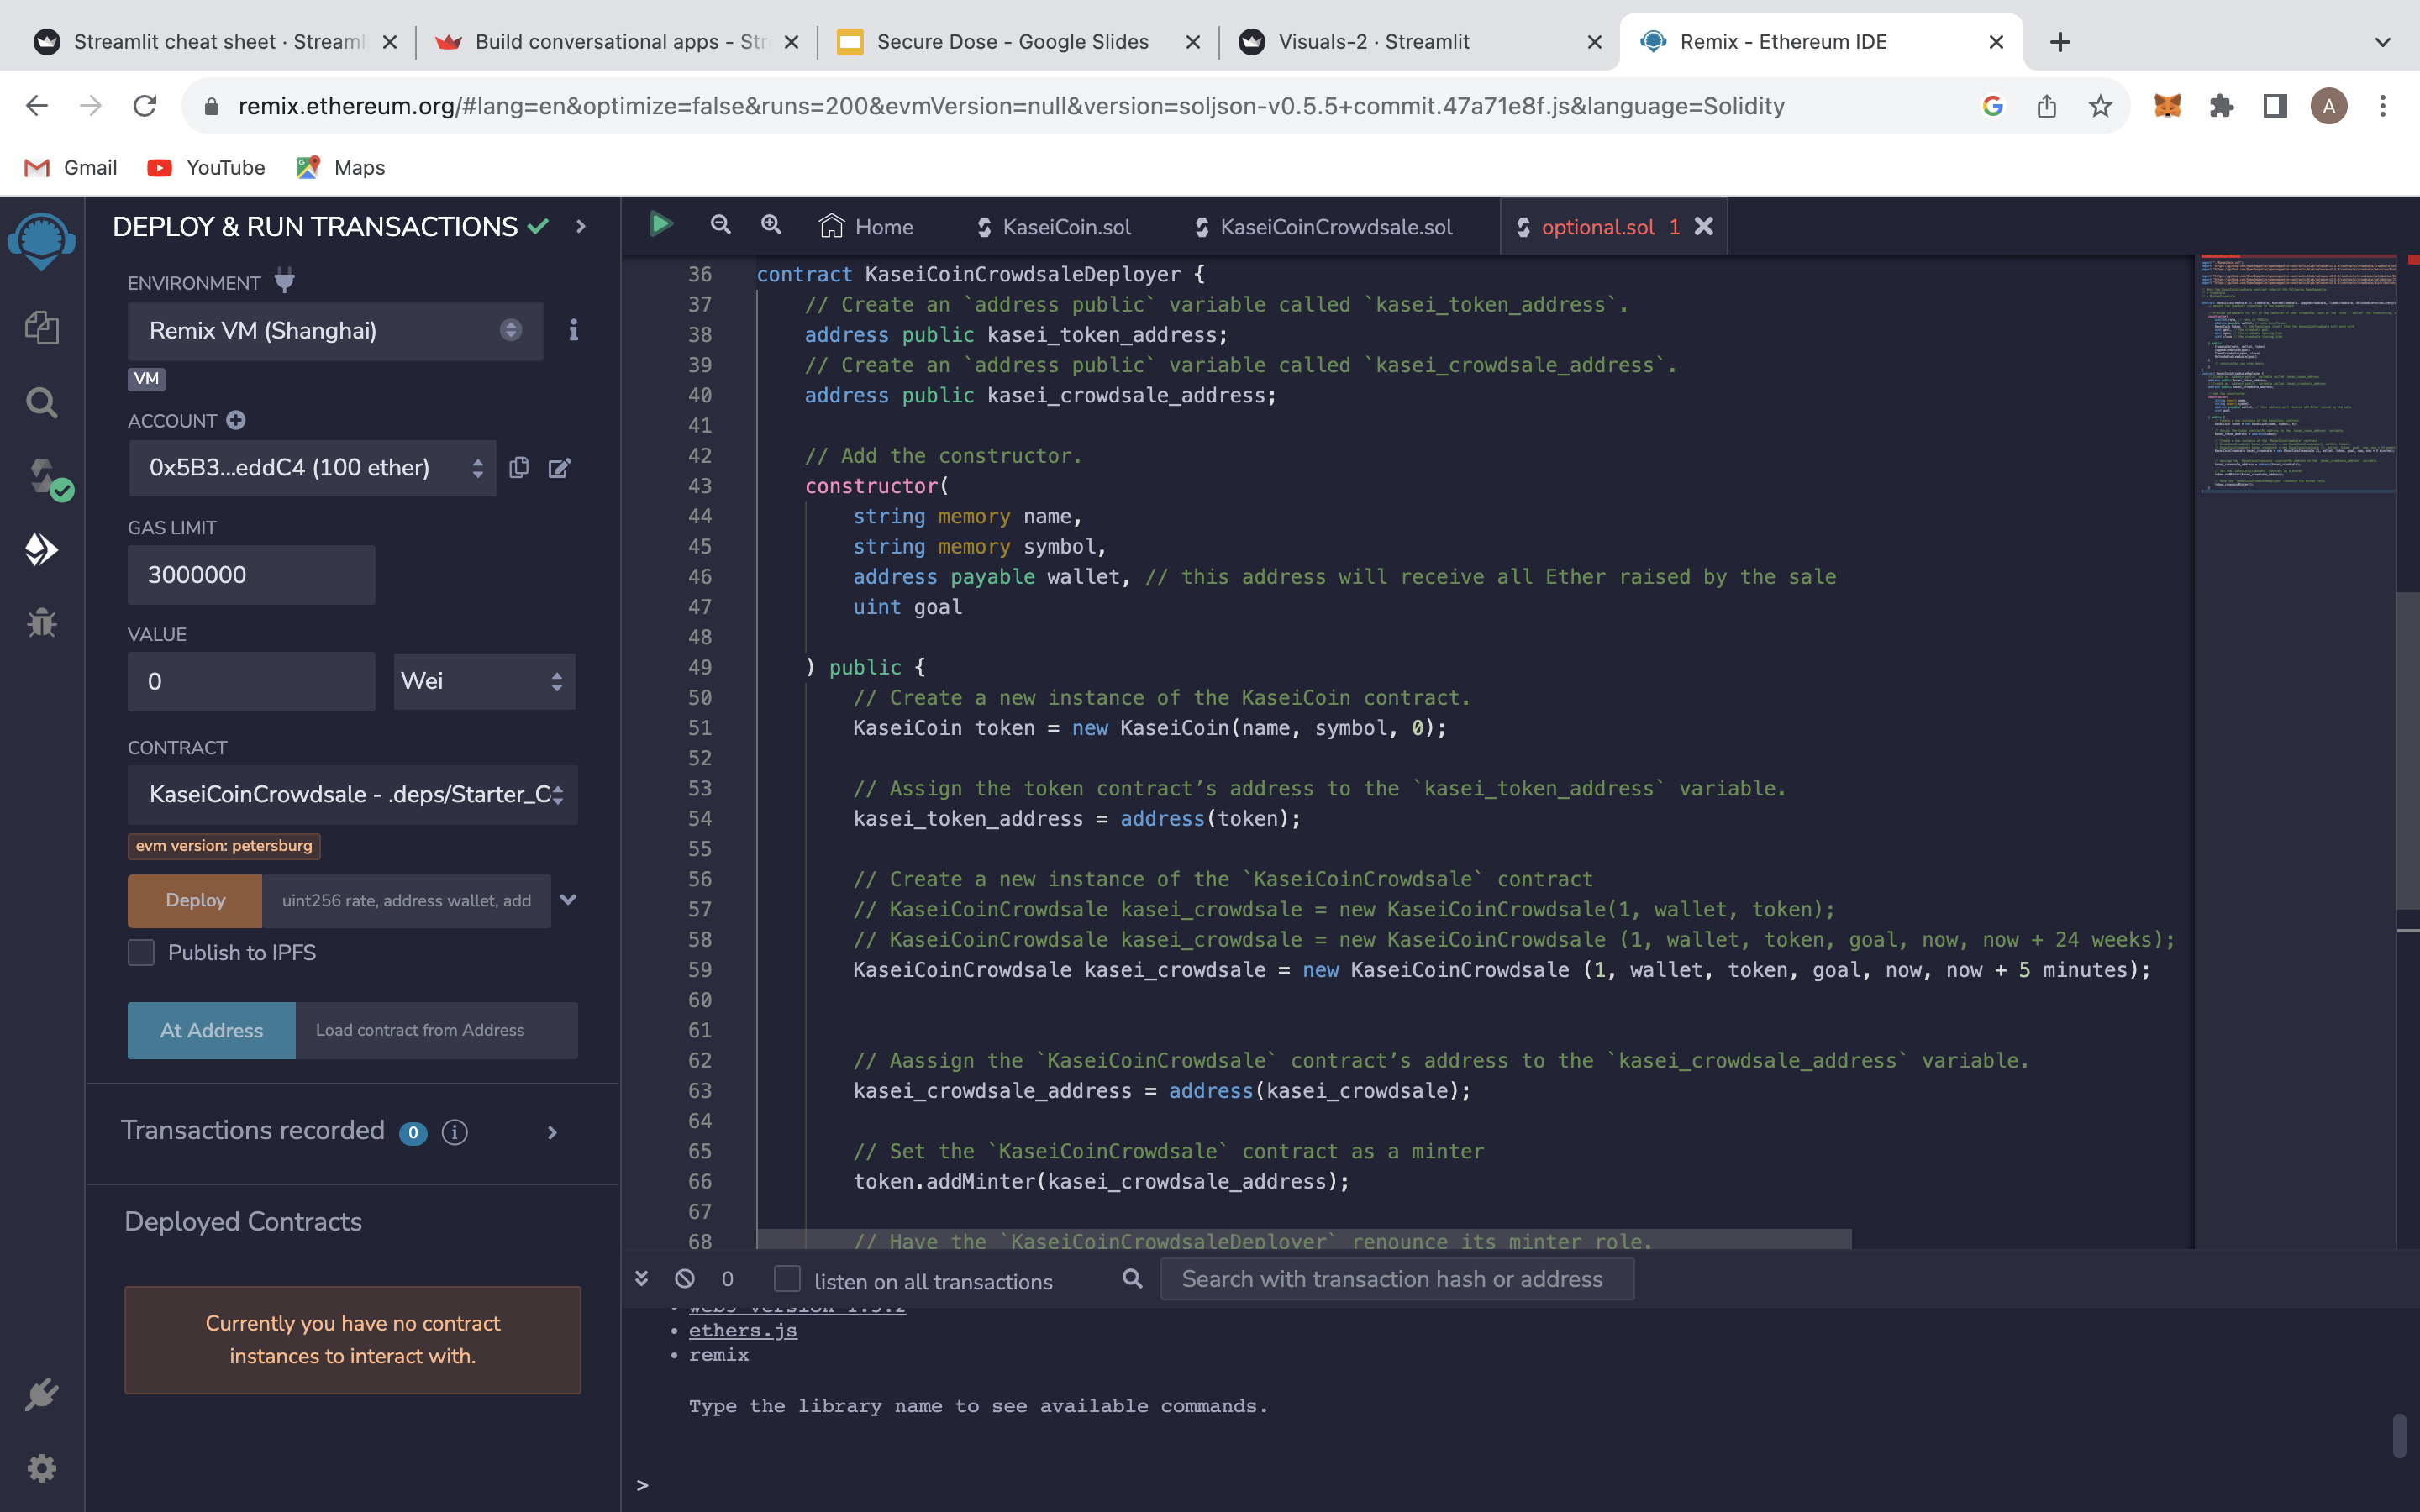 Streamlit cheat sheet · Streaml
Build conversational apps - Str
Secure Dose - Google Slides
Visuals-2 · Streamlit
Remix - Ethereum IDE
remix.ethereum.org/#lang=en&optimize=false&runs=200&evmVersion=null&version=soljson-v0.5.5+commit.47a71e8f.js&language=Solidity
A
Gmail
YouTube
Maps
DEPLOY & RUN TRANSACTIONS
ENVIRONMENT
Remix VM (Shanghai)
VM
ACCOUNT
0x5B3...eddC4 (100 ether)
GAS LIMIT
3000000
VALUE
0
Wei
CONTRACT
KaseiCoinCrowdsale - .deps/Starter_C
evm version: petersburg
Deploy
uint256 rate, address wallet, add
Publish to IPFS
At Address
Load contract from Address
Transactions recorded 0 i
Deployed Contracts
Currently you have no contract
instances to interact with.
Home
KaseiCoin.sol
KaseiCoinCrowdsale.sol
optional.sol 1
36 contract KaseiCoinCrowdsaleDeployer {
37 // Create an `address public` variable called `kasei_token_address`.
38 address public kasei_token_address;
39 // Create an `address public` variable called `kasei_crowdsale_address`.
40 address public kasei_crowdsale_address;
41
42 // Add the constructor.
43 constructor(
44 string memory name,
45 string memory symbol,
46 address payable wallet, // this address will receive all Ether raised by the sale
47 uint goal
48
49 ) public {
50 // Create a new instance of the KaseiCoin contract.
51 KaseiCoin token = new KaseiCoin(name, symbol, 0);
52
53 // Assign the token contract’s address to the `kasei_token_address` variable.
54 kasei_token_address = address(token);
55
56 // Create a new instance of the `KaseiCoinCrowdsale` contract
57 // KaseiCoinCrowdsale kasei_crowdsale = new KaseiCoinCrowdsale(1, wallet, token);
58 // KaseiCoinCrowdsale kasei_crowdsale = new KaseiCoinCrowdsale (1, wallet, token, goal, now, now + 24 weeks);
59 KaseiCoinCrowdsale kasei_crowdsale = new KaseiCoinCrowdsale (1, wallet, token, goal, now, now + 5 minutes);
60
61
62 // Aassign the `KaseiCoinCrowdsale` contract’s address to the `kasei_crowdsale_address` variable.
63 kasei_crowdsale_address = address(kasei_crowdsale);
64
65 // Set the `KaseiCoinCrowdsale` contract as a minter
66 token.addMinter(kasei_crowdsale_address);
67
68 // Have the `KaseiCoinCrowdsaleDeployer` renounce its minter role.
0
listen on all transactions
Search with transaction hash or address
web3 version 1.5.2
• ethers.js
• remix
Type the library name to see available commands.
>